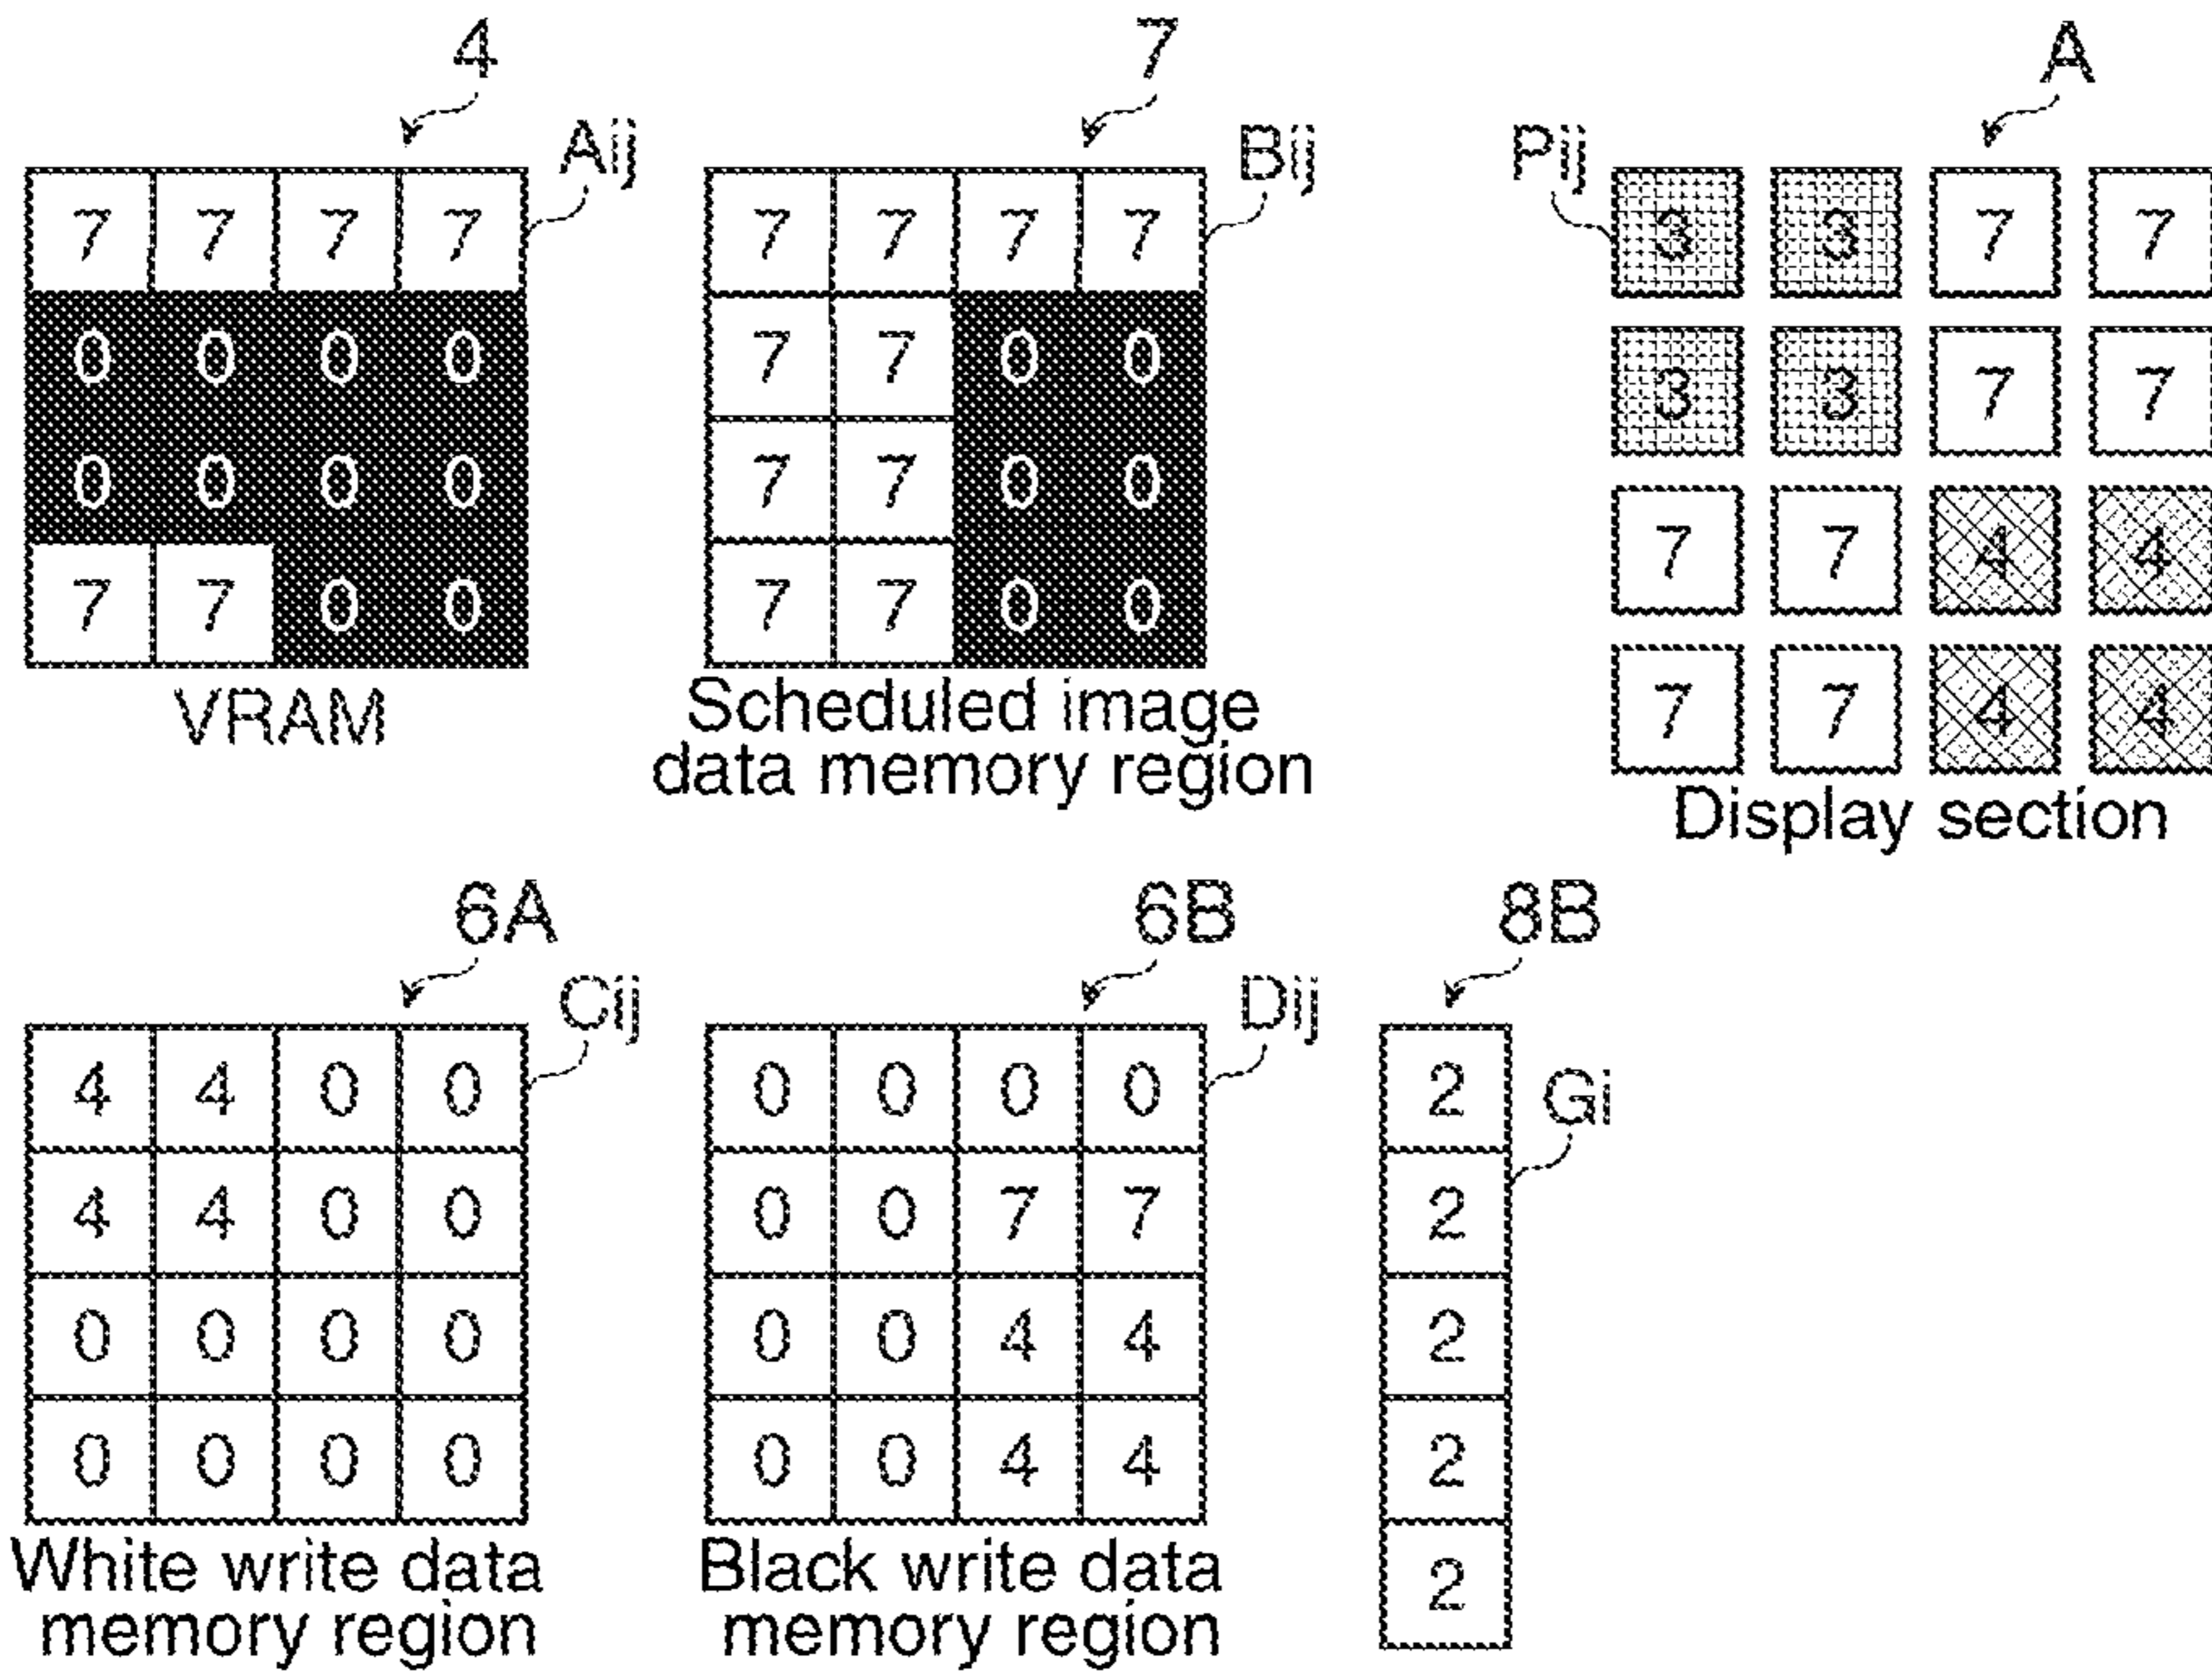 4
Aij
7 7 7 7
0 0 0 0
0 0 0 0
7 7 0 0
VRAM
7
Bij
7 7 7 7
7 7 0 0
7 7 0 0
7 7 0 0
Scheduled image
data memory region
A
Pij
3 3 7 7
3 3 7 7
7 7 4 4
7 7 4 4
Display section
6A
Cij
4 4 0 0
4 4 0 0
0 0 0 0
0 0 0 0
White write data
memory region
6B
Dij
0 0 0 0
0 0 7 7
0 0 4 4
0 0 4 4
Black write data
memory region
8B
Gi
2
2
2
2
2